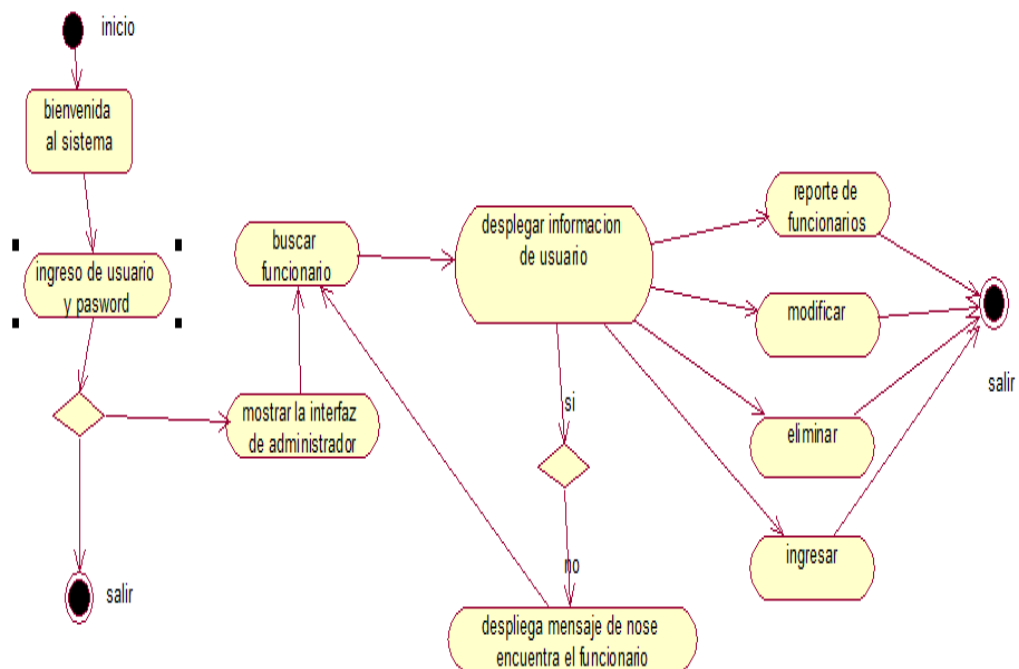 inicio
bienvenida
al sistema
ingreso de usuario
y pasword
salir
mostrar la interfaz
de administrador
buscar
funcionario
desplegar informacion
de usuario
si
no
despliega mensaje de nose
encuentra el funcionario
reporte de
funcionarios
modificar
eliminar
ingresar
salir